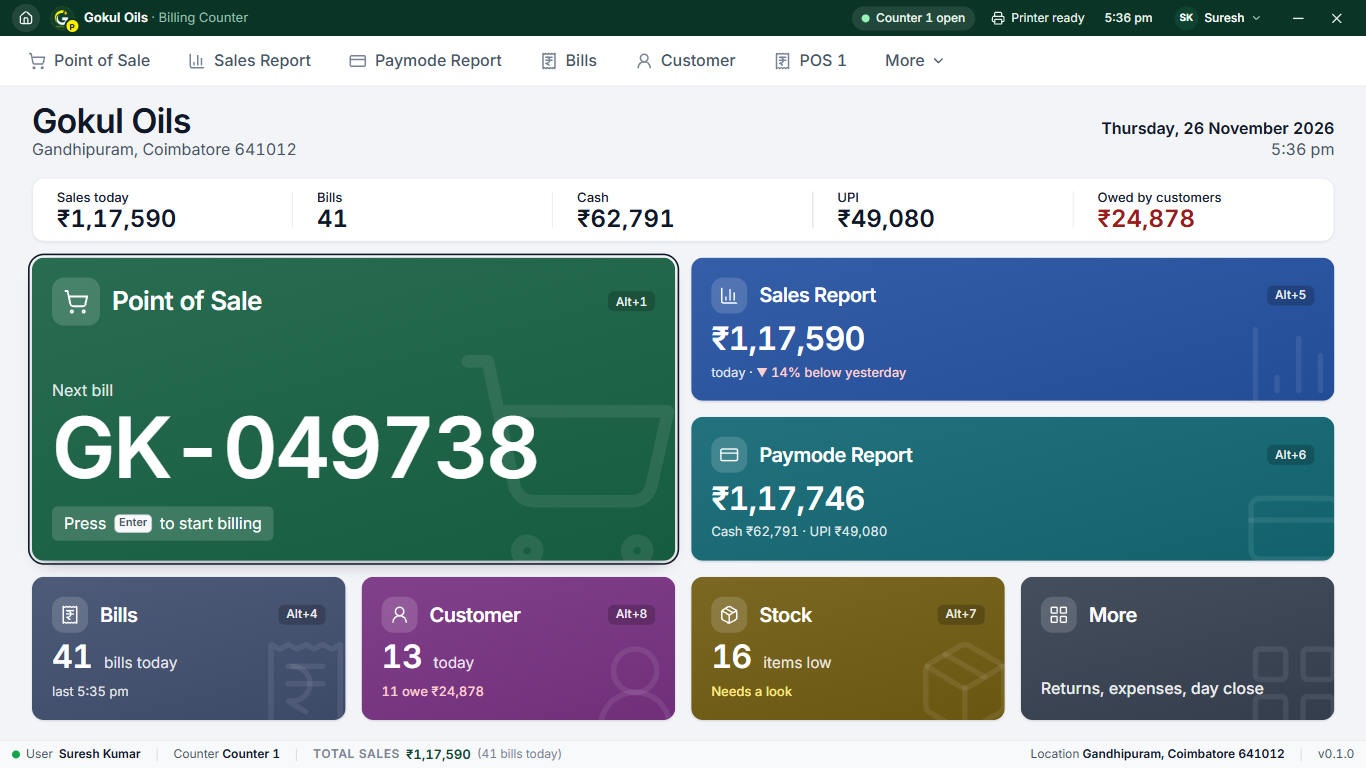 Gokul Oils · Billing Counter
Counter 1 open
Printer ready
5:36 pm
SK Suresh
P
Point of Sale
Sales Report
Paymode Report
Bills
Customer
POS 1
More
Gokul Oils
Gandhipuram, Coimbatore 641012
Thursday, 26 November 2026
5:36 pm
Sales today
₹1,17,590
Bills
41
Cash
₹62,791
UPI
₹49,080
Owed by customers
₹24,878
Point of Sale
Alt+1
Next bill
GK-049738
Press Enter to start billing
Sales Report
Alt+5
₹1,17,590
today · ▼ 14% below yesterday
Paymode Report
Alt+6
₹1,17,746
Cash ₹62,791 · UPI ₹49,080
Bills
Alt+4
41 bills today
last 5:35 pm
Customer
Alt+8
13 today
11 owe ₹24,878
Stock
Alt+7
16 items low
Needs a look
More
Returns, expenses, day close
User Suresh Kumar
Counter Counter 1
TOTAL SALES ₹1,17,590 (41 bills today)
Location Gandhipuram, Coimbatore 641012
v0.1.0